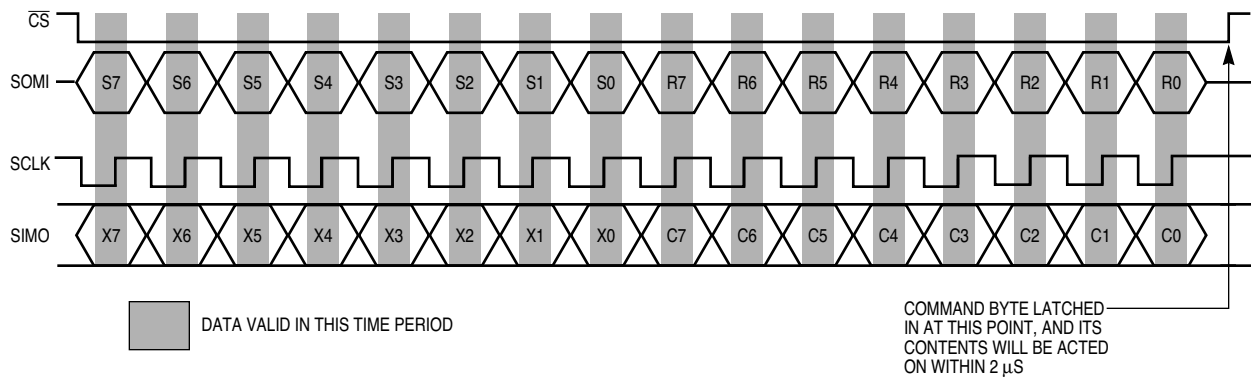 CS
SOMI S7 S6 S5 S4 S3 S2 S1 S0 R7 R6 R5 R4 R3 R2 R1 R0
SCLK
SIMO X7 X6 X5 X4 X3 X2 X1 X0 C7 C6 C5 C4 C3 C2 C1 C0
DATA VALID IN THIS TIME PERIOD
COMMAND BYTE LATCHED
IN AT THIS POINT, AND ITS
CONTENTS WILL BE ACTED
ON WITHIN 2 μS